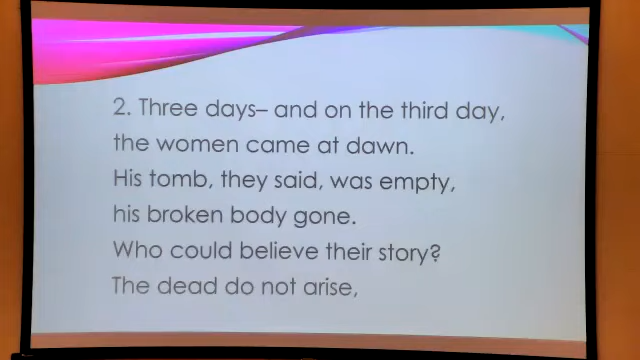 2. Three days– and on the third day,
the women came at dawn.
His tomb, they said, was empty,
his broken body gone.
Who could believe their story?
The dead do not arise,